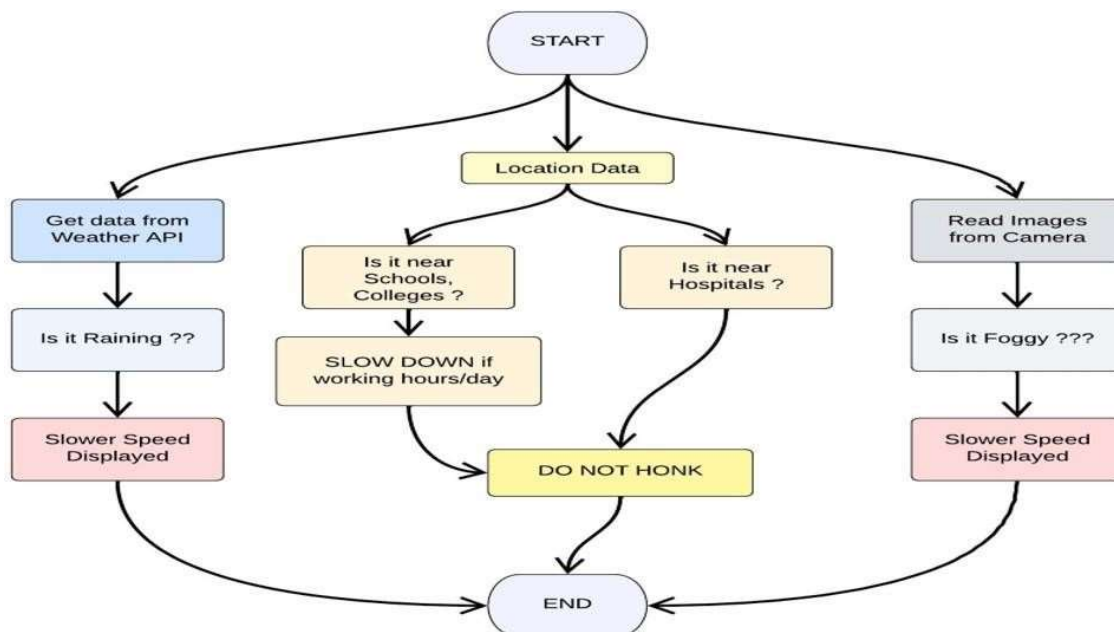 START
Location Data
Get data from
Weather API
Read Images
from Camera
Is it near
Schools,
Colleges ?
Is it near
Hospitals ?
Is it Raining ??
Is it Foggy ???
SLOW DOWN if
working hours/day
Slower Speed
Displayed
Slower Speed
Displayed
DO NOT HONK
END